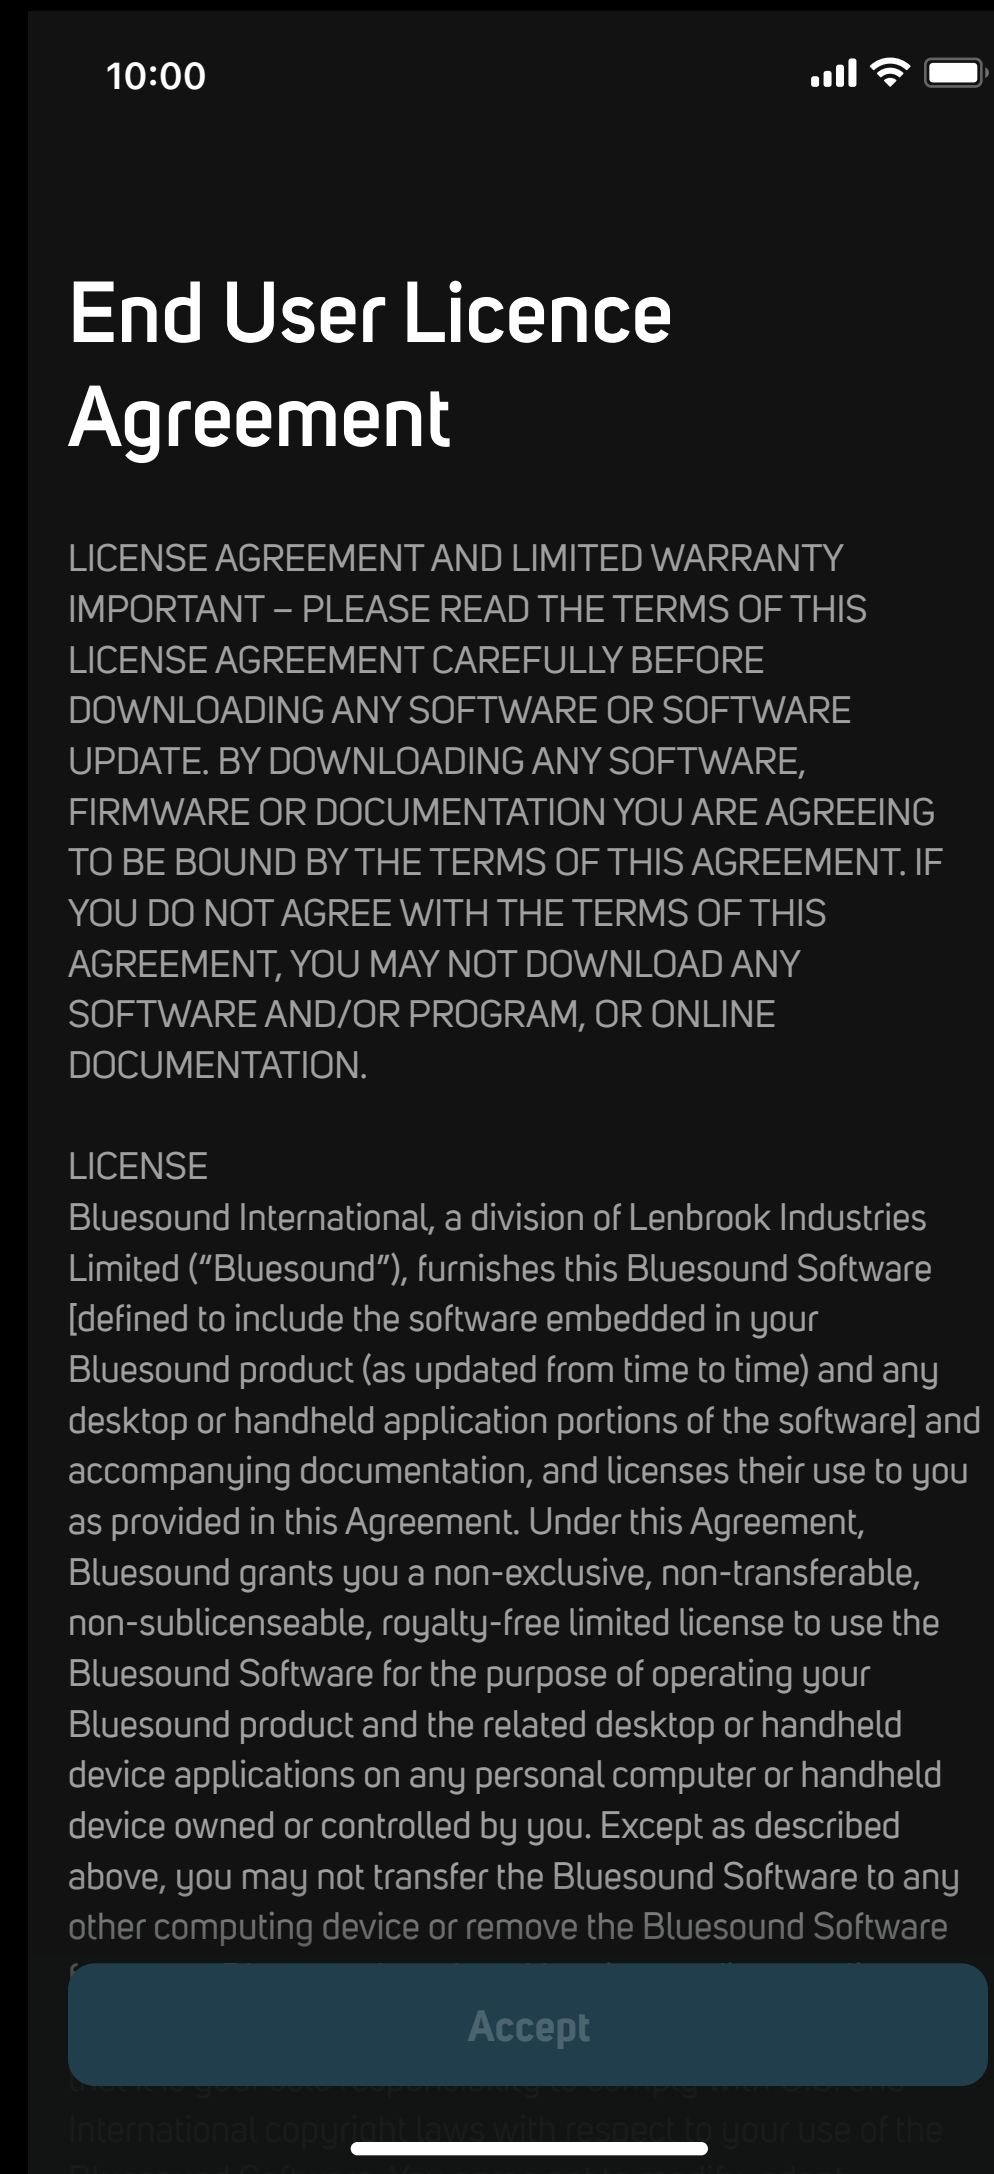 10:00
End User Licence
Agreement
LICENSE AGREEMENT AND LIMITED WARRANTY
IMPORTANT – PLEASE READ THE TERMS OF THIS
LICENSE AGREEMENT CAREFULLY BEFORE
DOWNLOADING ANY SOFTWARE OR SOFTWARE
UPDATE. BY DOWNLOADING ANY SOFTWARE,
FIRMWARE OR DOCUMENTATION YOU ARE AGREEING
TO BE BOUND BY THE TERMS OF THIS AGREEMENT. IF
YOU DO NOT AGREE WITH THE TERMS OF THIS
AGREEMENT, YOU MAY NOT DOWNLOAD ANY
SOFTWARE AND/OR PROGRAM, OR ONLINE
DOCUMENTATION.
LICENSE
Bluesound International, a division of Lenbrook Industries
Limited (“Bluesound”), furnishes this Bluesound Software
[defined to include the software embedded in your
Bluesound product (as updated from time to time) and any
desktop or handheld application portions of the software] and
accompanying documentation, and licenses their use to you
as provided in this Agreement. Under this Agreement,
Bluesound grants you a non-exclusive, non-transferable,
non-sublicenseable, royalty-free limited license to use the
Bluesound Software for the purpose of operating your
Bluesound product and the related desktop or handheld
device applications on any personal computer or handheld
device owned or controlled by you. Except as described
above, you may not transfer the Bluesound Software to any
other computing device or remove the Bluesound Software
Accept
that it is your sole responsibility to comply with U.S. and
International copyright laws with respect to your use of the